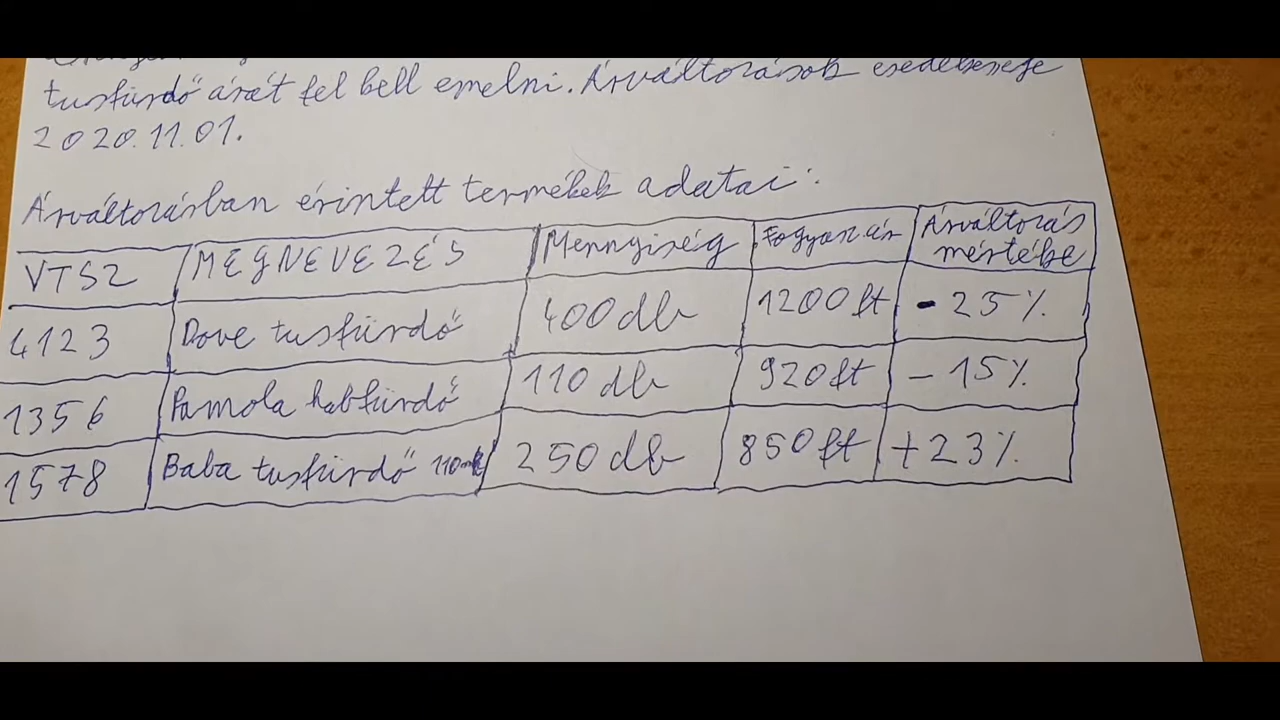 tusfürdő árát fel kell emelni. Árváltozások esedékessége
2020.11.01.
Árváltozásban érintett termékek adatai:
VTSZ MEGNEVEZÉS Mennyiség Fogyasz.ár Árváltozás mértéke
4123 Dove tusfürdő 400 db 1200 ft - 25%
1356 Pamola habfürdő 110 db 920 ft - 15%
1578 Baba tusfürdő 110ml 250 db 850 ft +23%